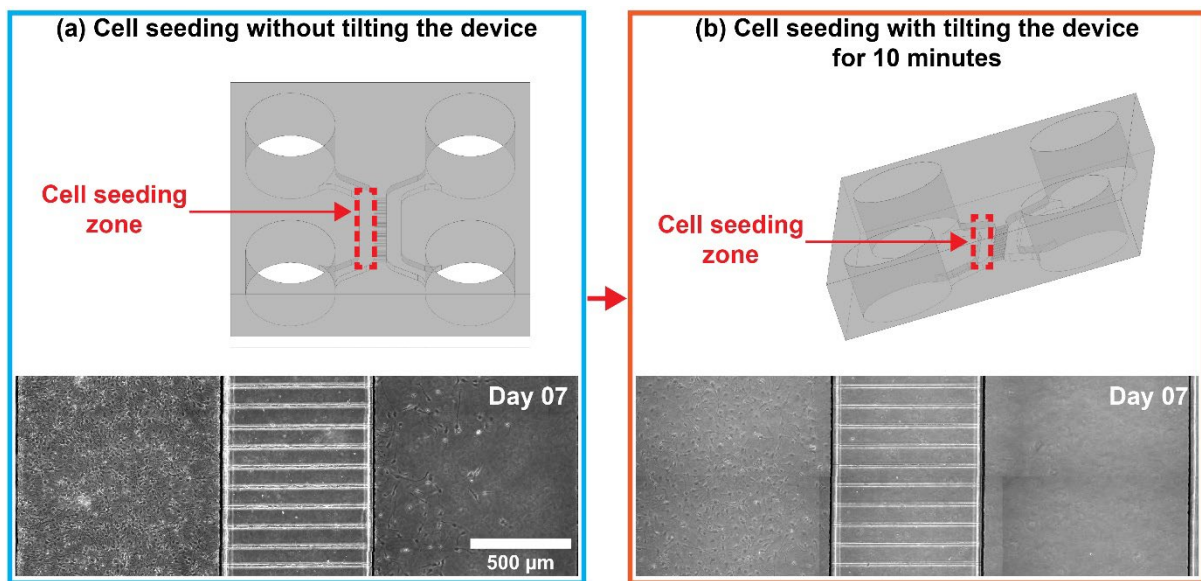 (a) Cell seeding without tilting the device
Cell seeding
zone
Day 07
500 µm
(b) Cell seeding with tilting the device
for 10 minutes
Cell seeding
zone
Day 07